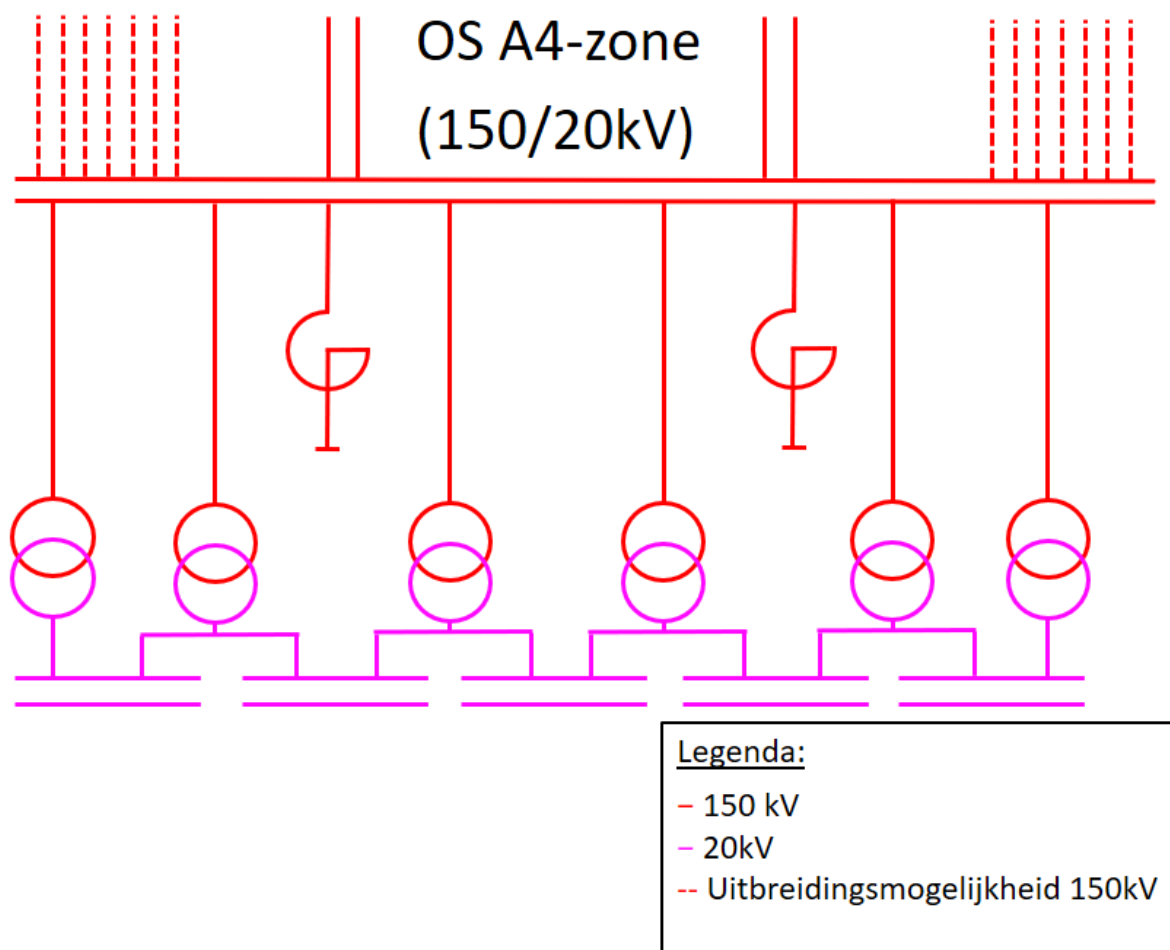 OS A4-zone
(150/20kV)
Legenda:
– 150 kV
– 20kV
-- Uitbreidingsmogelijkheid 150kV